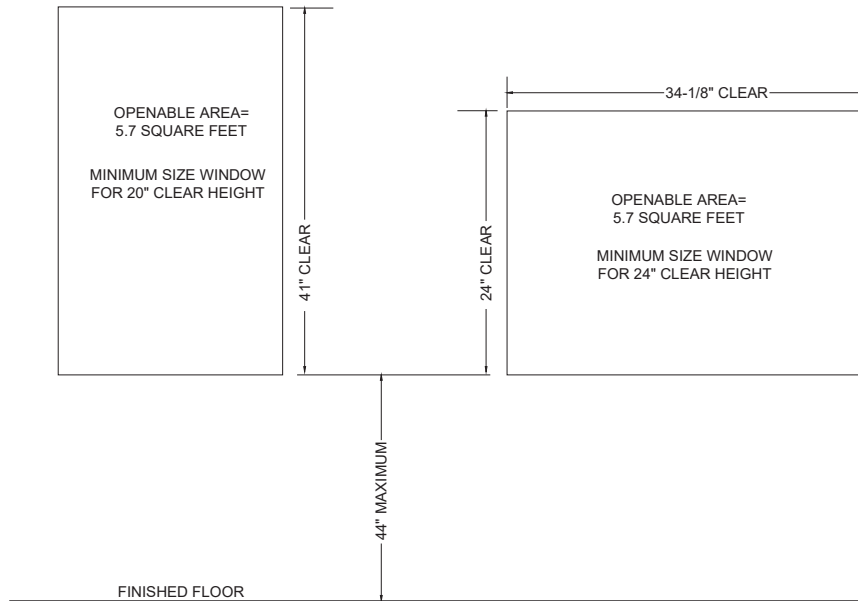 OPENABLE AREA=
5.7 SQUARE FEET
MINIMUM SIZE WINDOW
FOR 20" CLEAR HEIGHT
41" CLEAR
34-1/8" CLEAR
24" CLEAR
OPENABLE AREA=
5.7 SQUARE FEET
MINIMUM SIZE WINDOW
FOR 24" CLEAR HEIGHT
44" MAXIMUM
FINISHED FLOOR